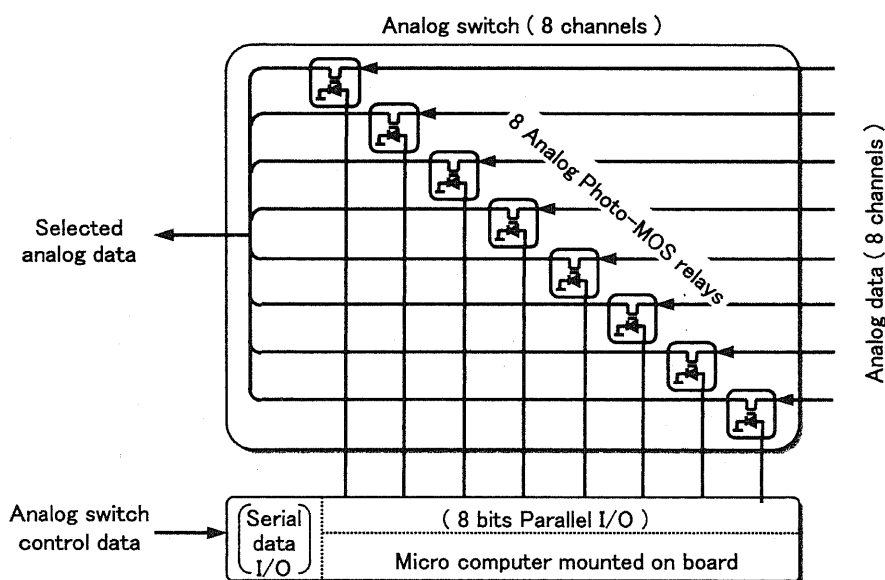 Analog switch ( 8 channels )
8 Analog Photo-MOS relays
Analog data ( 8 channels )
Selected
analog data
Analog switch
control data
Serial
data
I/O
( 8 bits Parallel I/O )
Micro computer mounted on board